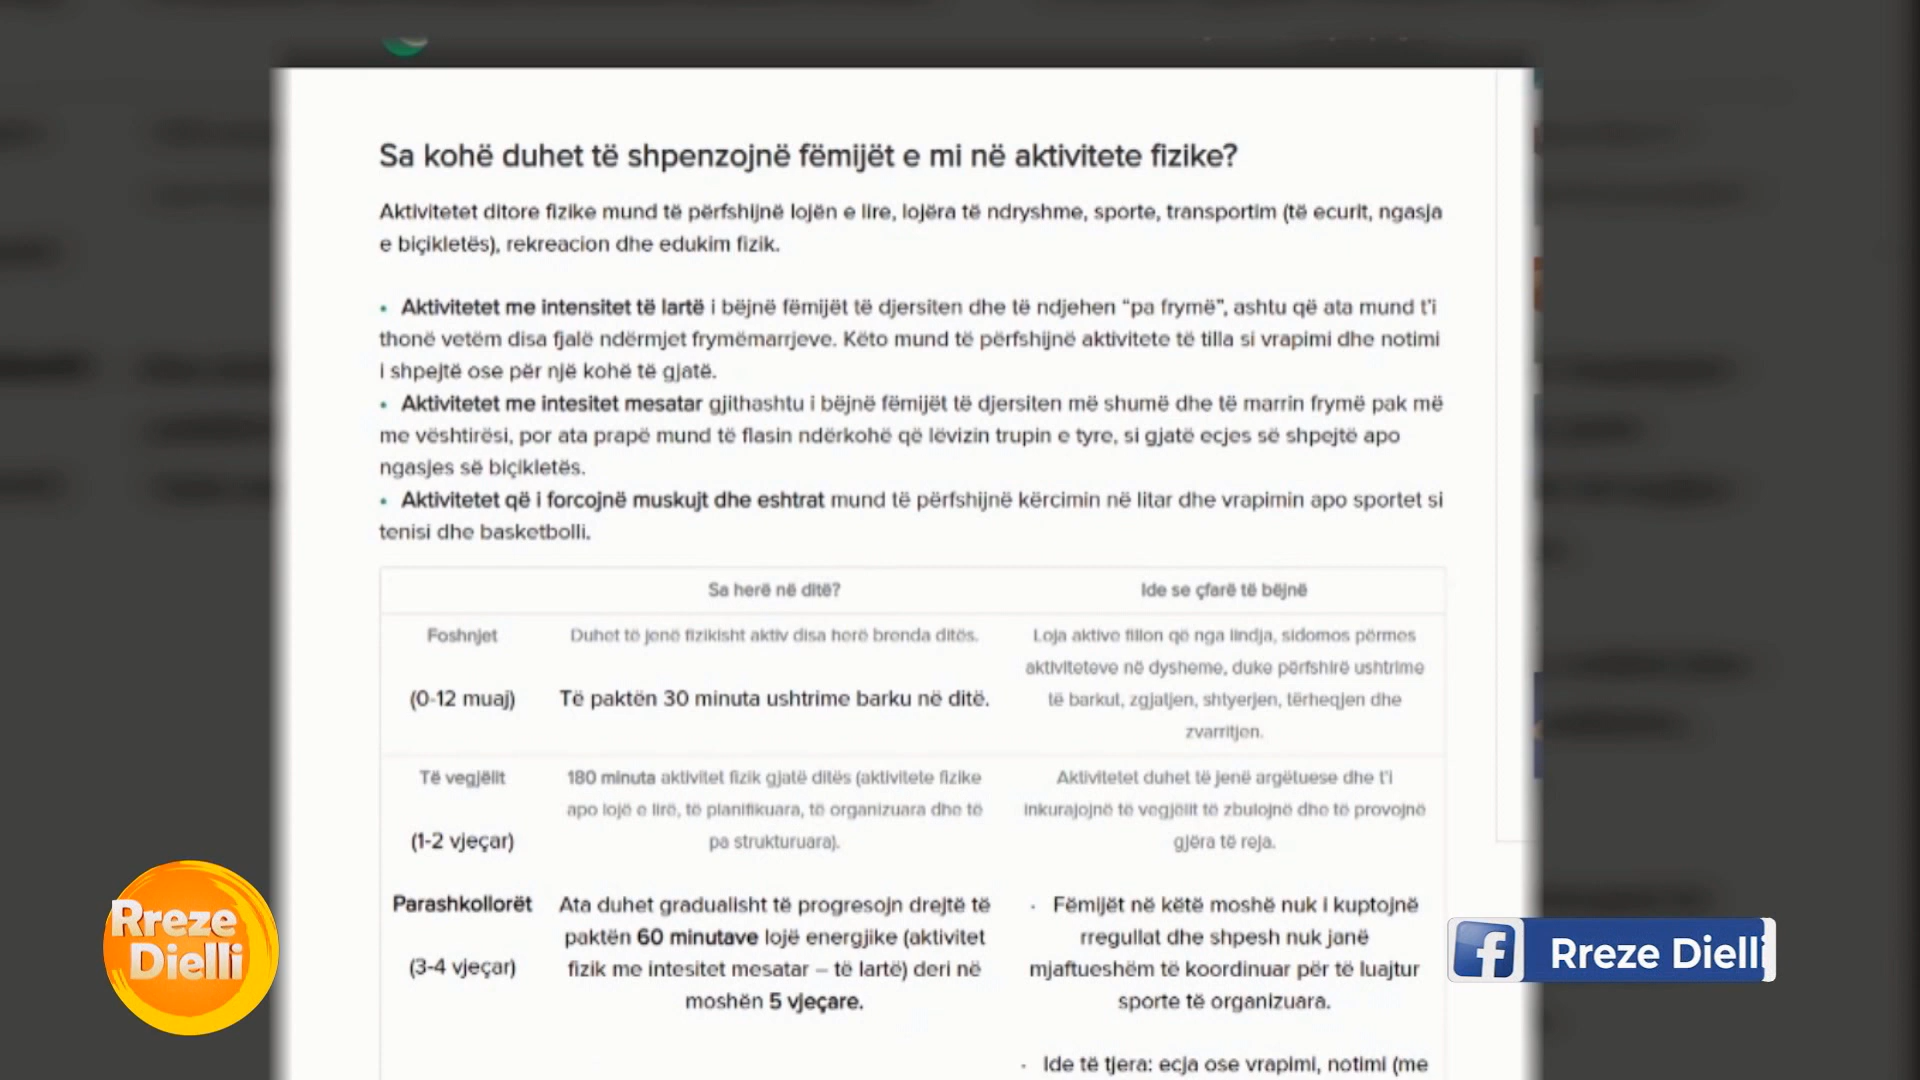 Sa kohë duhet të shpenzojnë fëmijët e mi në aktivitete fizike?
Aktivitetet ditore fizike mund të përfshijnë lojën e lire, lojëra të ndryshme, sporte, transportim (të ecurit, ngasja
e biçikletës), rekreacion dhe edukim fizik.
• Aktivitetet me intensitet të lartë i bëjnë fëmijët të djersiten dhe të ndjehen “pa frymë”, ashtu që ata mund t’i
thonë vetëm disa fjalë ndërmjet frymëmarrjeve. Këto mund të përfshijnë aktivitete të tilla si vrapimi dhe notimi
i shpejtë ose për një kohë të gjatë.
• Aktivitetet me intesitet mesatar gjithashtu i bëjnë fëmijët të djersiten më shumë dhe të marrin frymë pak më
me vështirësi, por ata prapë mund të flasin ndërkohë që lëvizin trupin e tyre, si gjatë ecjes së shpejtë apo
ngasjes së biçikletës.
• Aktivitetet që i forcojnë muskujt dhe eshtrat mund të përfshijnë kërcimin në litar dhe vrapimin apo sportet si
tenisi dhe basketbolli.
Sa herë në ditë? Ide se çfarë të bëjnë
Foshnjet Duhet të jenë fizikisht aktiv disa herë brenda ditës. Loja aktive fillon që nga lindja, sidomos përmes
aktiviteteve në dysheme, duke përfshirë ushtrime
(0-12 muaj) Të paktën 30 minuta ushtrime barku në ditë. të barkut, zgjatjen, shtyerjen, tërheqjen dhe
zvarritjen.
Të vegjëlit 180 minuta aktivitet fizik gjatë ditës (aktivitete fizike Aktivitetet duhet të jenë argëtuese dhe t’i
apo lojë e lirë, të planifikuara, të organizuara dhe të inkurajojnë të vegjëlit të zbulojnë dhe të provojnë
(1-2 vjeçar) pa strukturuara). gjëra të reja.
Parashkollorët Ata duhet gradualisht të progresojn drejtë të · Fëmijët në këtë moshë nuk i kuptojnë
paktën 60 minutave lojë energjike (aktivitet rregullat dhe shpesh nuk janë
(3-4 vjeçar) fizik me intesitet mesatar – të lartë) deri në mjaftueshëm të koordinuar për të luajtur
moshën 5 vjeçare. sporte të organizuara.
· Ide të tjera: ecja ose vrapimi, notimi (me
Rreze
Dielli
f Rreze Dielli